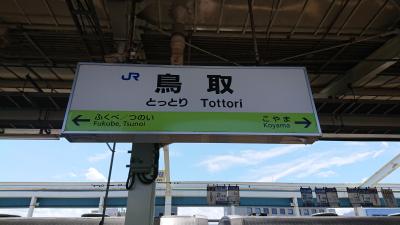 JR 鳥取
とっとり Tottori
← ふくべ/つのい
Fukube, Tsunoi
こやま →
Koyama